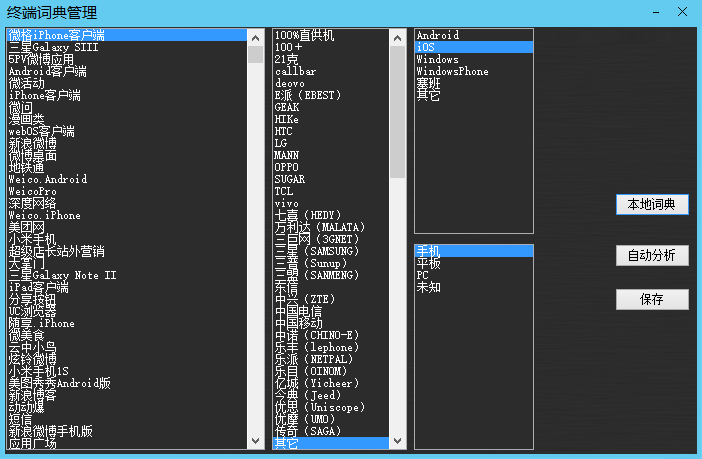 终端词典管理
微格iPhone客户端
三星Galaxy SIII
5PV微博应用
Android客户端
微活动
iPhone客户端
微问
漫画类
webOS客户端
新浪微博
微博桌面
地铁通
Weico.Android
WeicoPro
深度网络
Weico.iPhone
美团网
小米手机
超级店长站外营销
大掌门
三星Galaxy Note II
iPad客户端
分享按钮
UC浏览器
随享.iPhone
微美食
云中小鸟
炫铃微博
小米手机1S
美图秀秀Android版
新浪博客
动动爆
短信
新浪微博手机版
应用广场
100%直供机
100＋
21克
callbar
deovo
E派（EBEST）
GEAK
HIKe
HTC
LG
MANN
OPPO
SUGAR
TCL
vivo
七喜（HEDY）
万利达（MALATA）
三巨网（3GNET）
三星（SAMSUNG）
三普（Sunup）
三盟（SANMENG）
东信
中兴（ZTE）
中国电信
中国移动
中诺（CHINO-E）
乐丰（lephone）
乐派（NETPAL）
乐目（OINOM）
亿城（Yicheer）
今典（Jeed）
优思（Uniscope）
优摩（UMO）
传奇（SAGA）
其它
Android
iOS
Windows
WindowsPhone
塞班
其它
手机
平板
PC
未知
本地词典
自动分析
保存